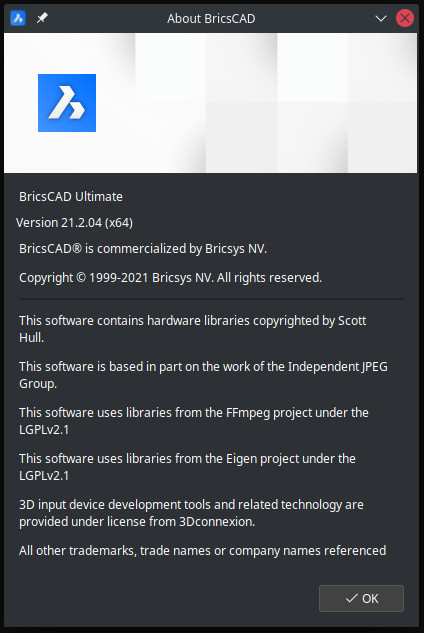 About BricsCAD
BricsCAD Ultimate
Version 21.2.04 (x64)
BricsCAD® is commercialized by Bricsys NV.
Copyright © 1999-2021 Bricsys NV. All rights reserved.
This software contains hardware libraries copyrighted by Scott
Hull.
This software is based in part on the work of the Independent JPEG
Group.
This software uses libraries from the FFmpeg project under the
LGPLv2.1
This software uses libraries from the Eigen project under the
LGPLv2.1
3D input device development tools and related technology are
provided under license from 3Dconnexion.
All other trademarks, trade names or company names referenced
OK